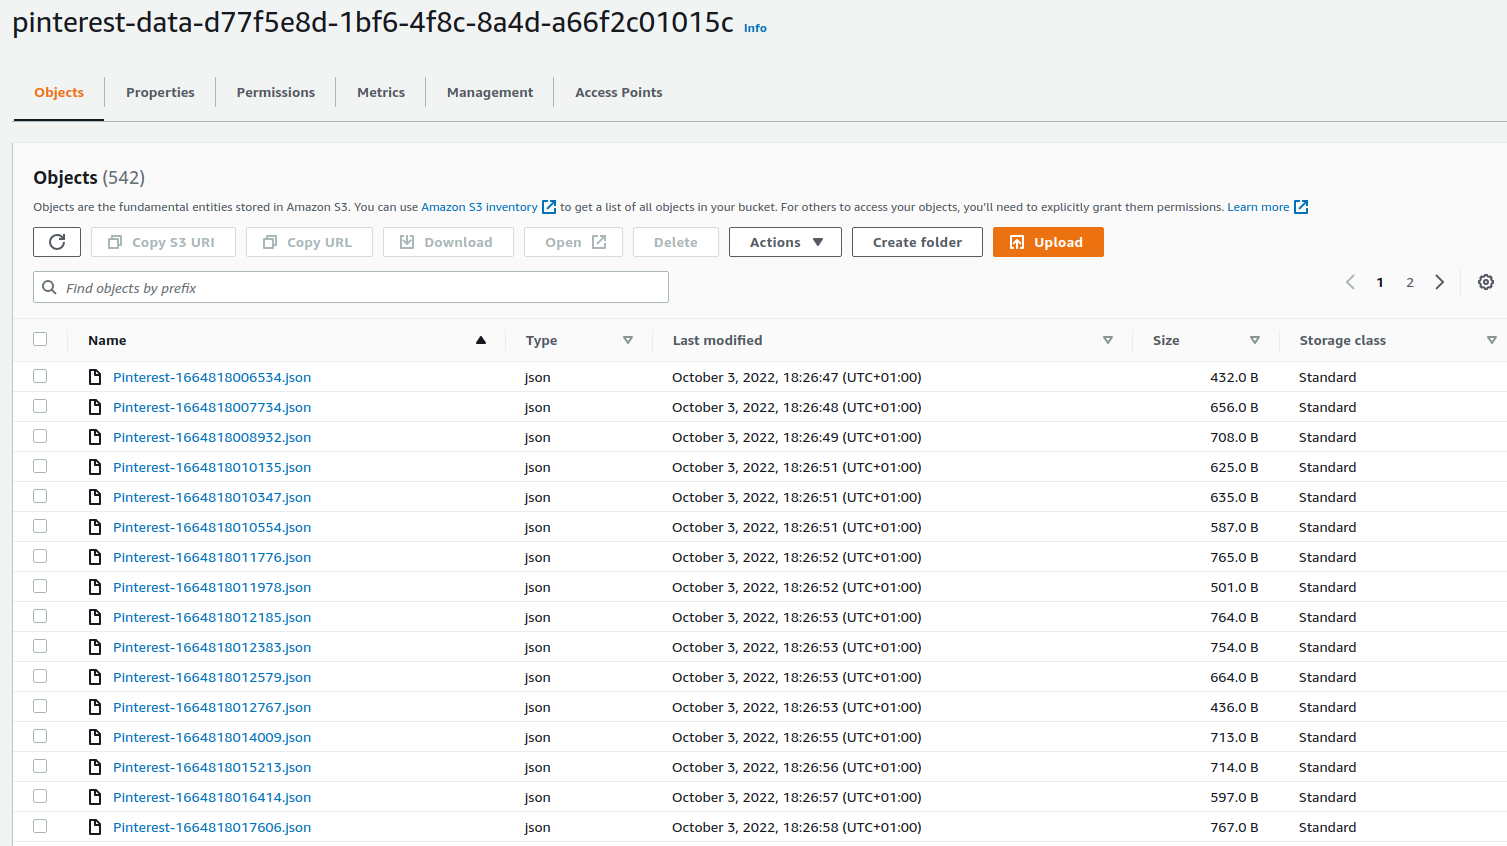 pinterest-data-d77f5e8d-1bf6-4f8c-8a4d-a66f2c01015c Info
Objects Properties Permissions Metrics Management Access Points
Objects (542)
Objects are the fundamental entities stored in Amazon S3. You can use Amazon S3 inventory to get a list of all objects in your bucket. For others to access your objects, you'll need to explicitly grant them permissions. Learn more
Copy S3 URI Copy URL Download Open Delete Actions Create folder Upload
Find objects by prefix 1 2
Name Type Last modified Size Storage class
Pinterest-1664818006534.json json October 3, 2022, 18:26:47 (UTC+01:00) 432.0 B Standard
Pinterest-1664818007734.json json October 3, 2022, 18:26:48 (UTC+01:00) 656.0 B Standard
Pinterest-1664818008932.json json October 3, 2022, 18:26:49 (UTC+01:00) 708.0 B Standard
Pinterest-1664818010135.json json October 3, 2022, 18:26:51 (UTC+01:00) 625.0 B Standard
Pinterest-1664818010347.json json October 3, 2022, 18:26:51 (UTC+01:00) 635.0 B Standard
Pinterest-1664818010554.json json October 3, 2022, 18:26:51 (UTC+01:00) 587.0 B Standard
Pinterest-1664818011776.json json October 3, 2022, 18:26:52 (UTC+01:00) 765.0 B Standard
Pinterest-1664818011978.json json October 3, 2022, 18:26:52 (UTC+01:00) 501.0 B Standard
Pinterest-1664818012185.json json October 3, 2022, 18:26:53 (UTC+01:00) 764.0 B Standard
Pinterest-1664818012383.json json October 3, 2022, 18:26:53 (UTC+01:00) 754.0 B Standard
Pinterest-1664818012579.json json October 3, 2022, 18:26:53 (UTC+01:00) 664.0 B Standard
Pinterest-1664818012767.json json October 3, 2022, 18:26:53 (UTC+01:00) 436.0 B Standard
Pinterest-1664818014009.json json October 3, 2022, 18:26:55 (UTC+01:00) 713.0 B Standard
Pinterest-1664818015213.json json October 3, 2022, 18:26:56 (UTC+01:00) 714.0 B Standard
Pinterest-1664818016414.json json October 3, 2022, 18:26:57 (UTC+01:00) 597.0 B Standard
Pinterest-1664818017606.json json October 3, 2022, 18:26:58 (UTC+01:00) 767.0 B Standard